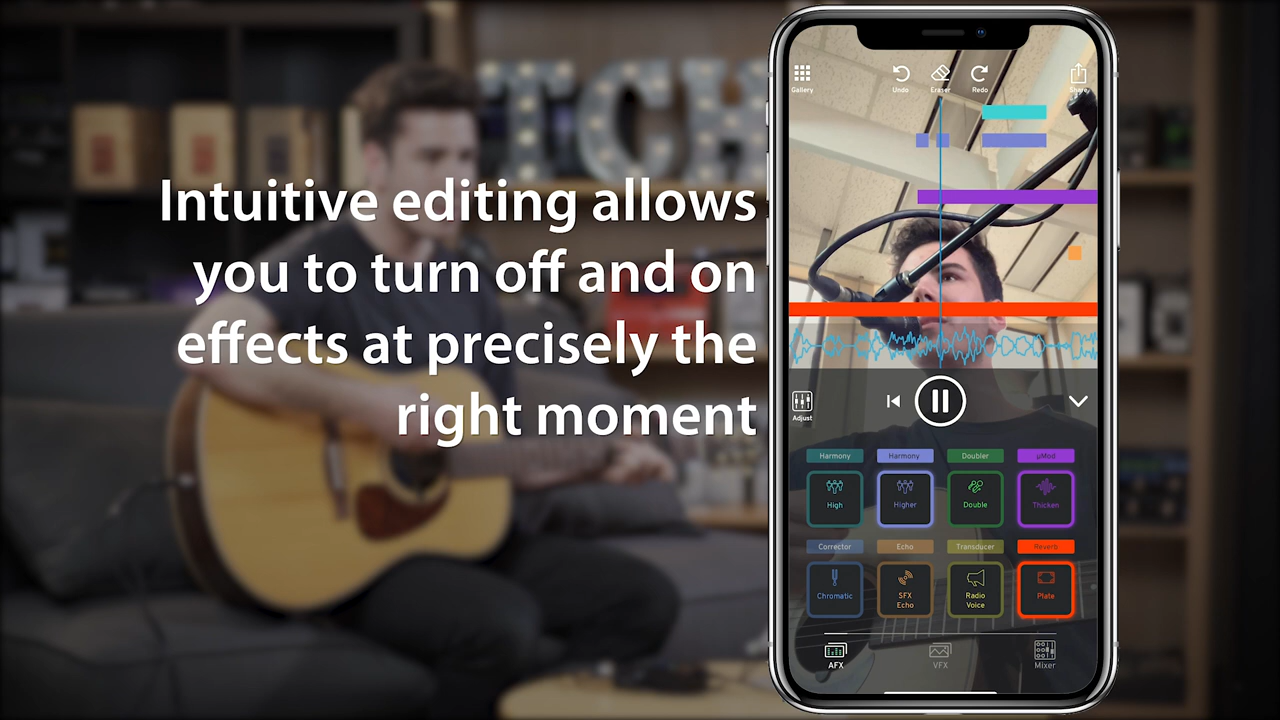 TCH
Intuitive editing allows
you to turn off and on
effects at precisely the
right moment
Gallery
Undo
Eraser
Redo
Share
Adjust
Harmony
Harmony
Doubler
μMod
High
Higher
Double
Thicken
Corrector
Echo
Transducer
Reverb
Chromatic
SFX
Echo
Radio
Voice
Plate
AFX
VFX
Mixer